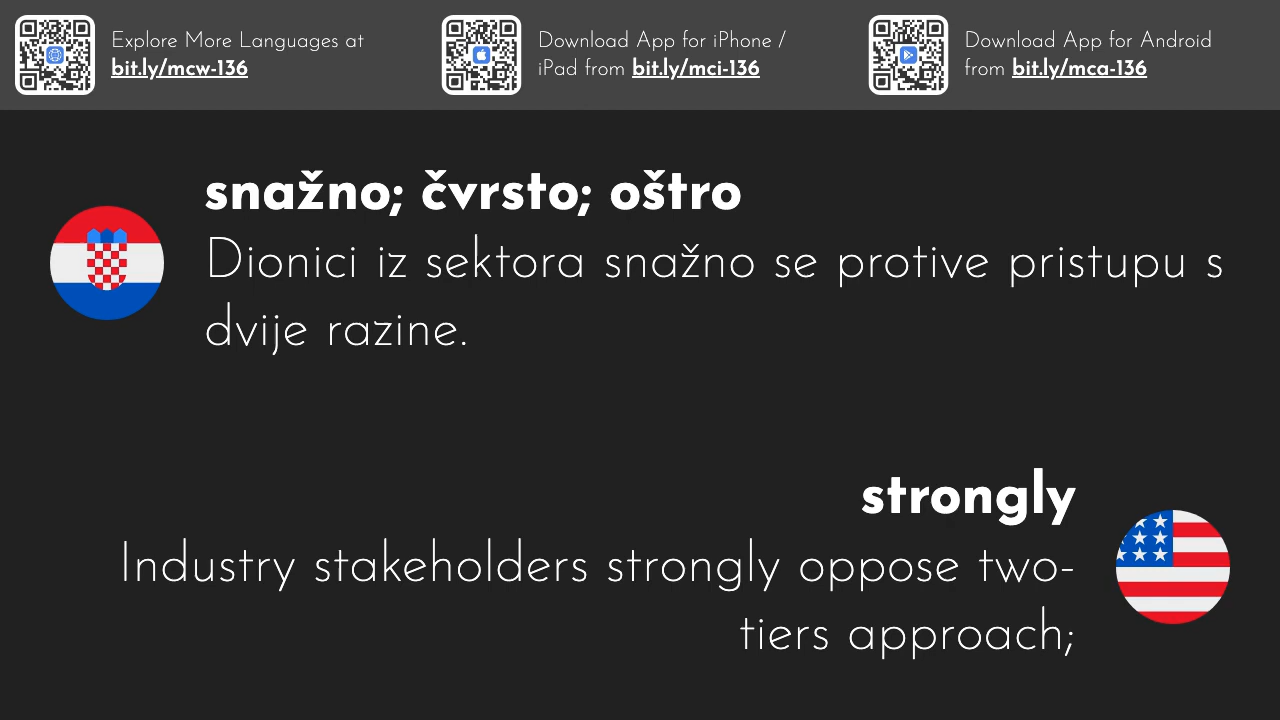 Explore More Languages at
bit.ly/mcw-136
Download App for iPhone /
iPad from bit.ly/mci-136
Download App for Android
from bit.ly/mca-136
snažno; čvrsto; oštro
Dionici iz sektora snažno se protive pristupu s
dvije razine.
strongly
Industry stakeholders strongly oppose two-
tiers approach;